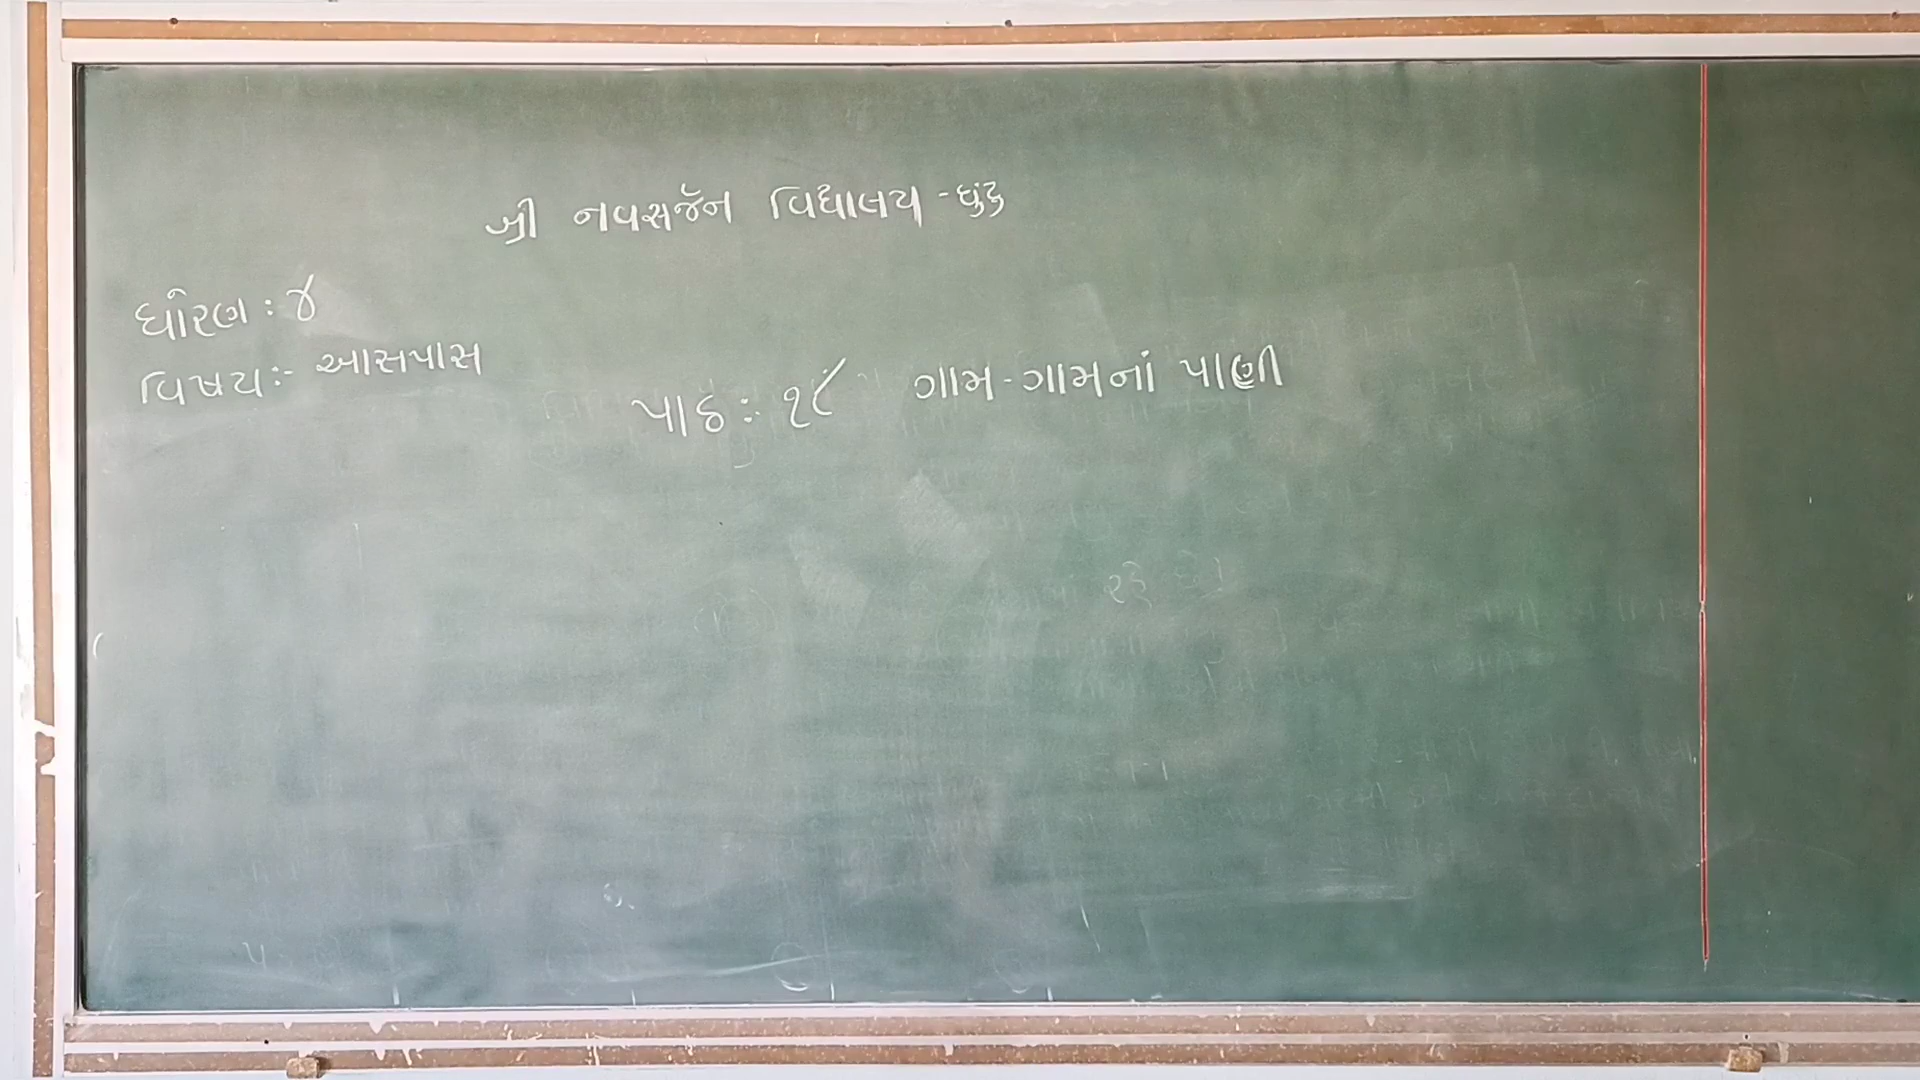 શ્રી નવસર્જન વિદ્યાલય - ઘુંટુ
ધોરણ : ૪
વિષય :- આસપાસ
પાઠ :- ૧૮ ગામ - ગામનાં પાણી